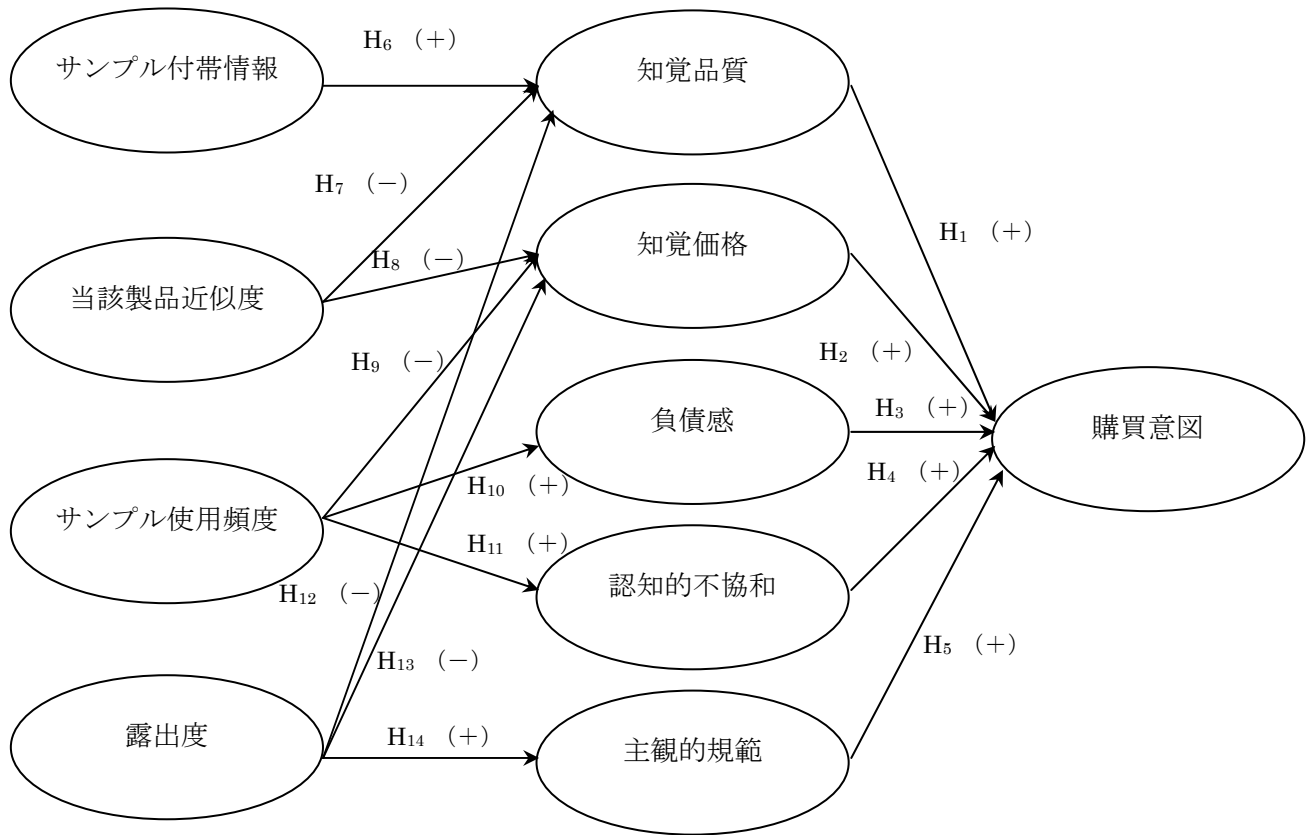 サンプル付帯情報
H₆ （＋）
知覚品質
H₇ （－）
H₁ （＋）
当該製品近似度
H₈ （－）
知覚価格
H₉ （－）
H₂ （＋）
負債感
H₃ （＋）
購買意図
サンプル使用頻度
H₁₀ （＋）
H₄ （＋）
H₁₁ （＋）
認知的不協和
H₁₂ （－）
H₅ （＋）
H₁₃ （－）
露出度
H₁₄ （＋）
主観的規範